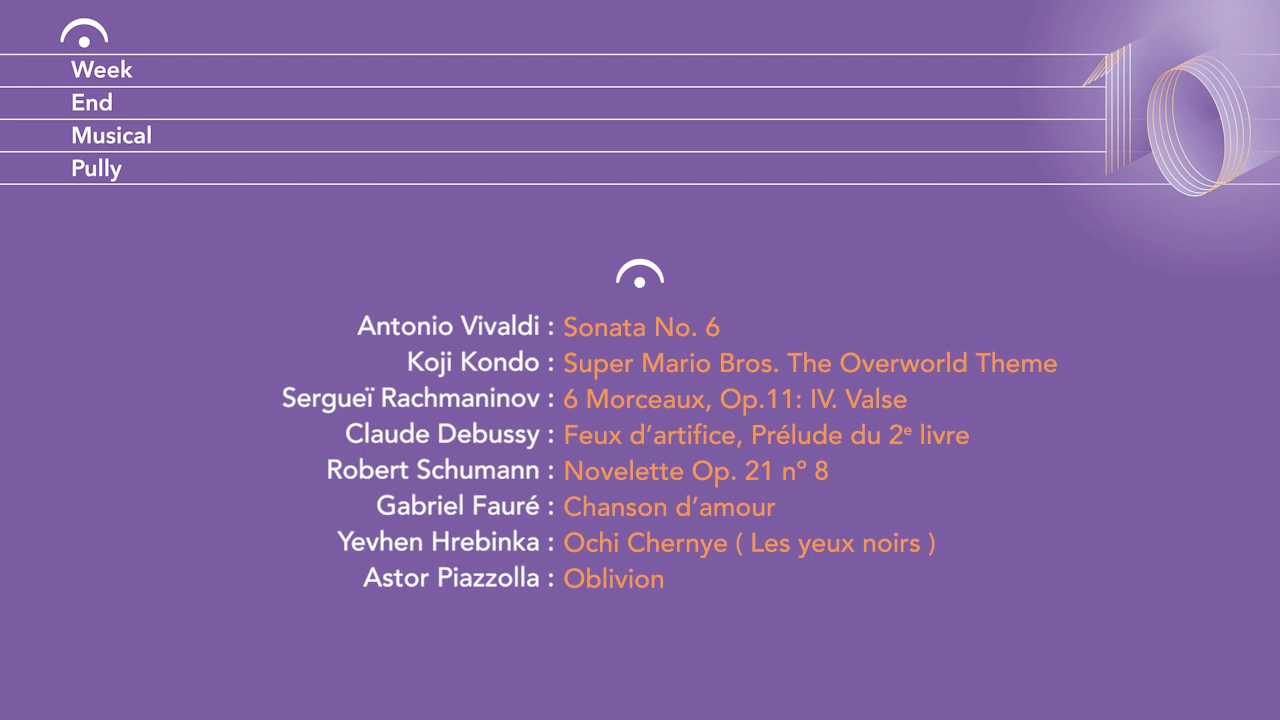 Week
End
Musical
Pully
10
Antonio Vivaldi : Sonata No. 6
Koji Kondo : Super Mario Bros. The Overworld Theme
Sergueï Rachmaninov : 6 Morceaux, Op.11: IV. Valse
Claude Debussy : Feux d’artifice, Prélude du 2ᵉ livre
Robert Schumann : Novelette Op. 21 nº 8
Gabriel Fauré : Chanson d’amour
Yevhen Hrebinka : Ochi Chernye ( Les yeux noirs )
Astor Piazzolla : Oblivion